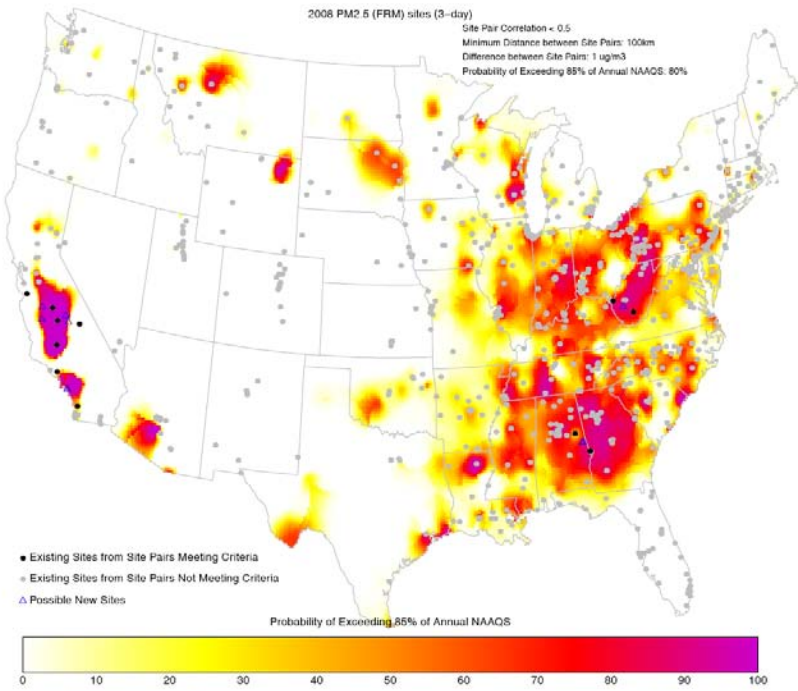 2008 PM2.5 (FRM) sites (3-day)
Site Pair Correlation < 0.5
Minimum Distance between Site Pairs: 100km
Difference between Site Pairs: 1 ug/m3
Probability of Exceeding 85% of Annual NAAQS: 80%
Existing Sites from Site Pairs Meeting Criteria
Existing Sites from Site Pairs Not Meeting Criteria
Possible New Sites
Probability of Exceeding 85% of Annual NAAQS
0 10 20 30 40 50 60 70 80 90 100